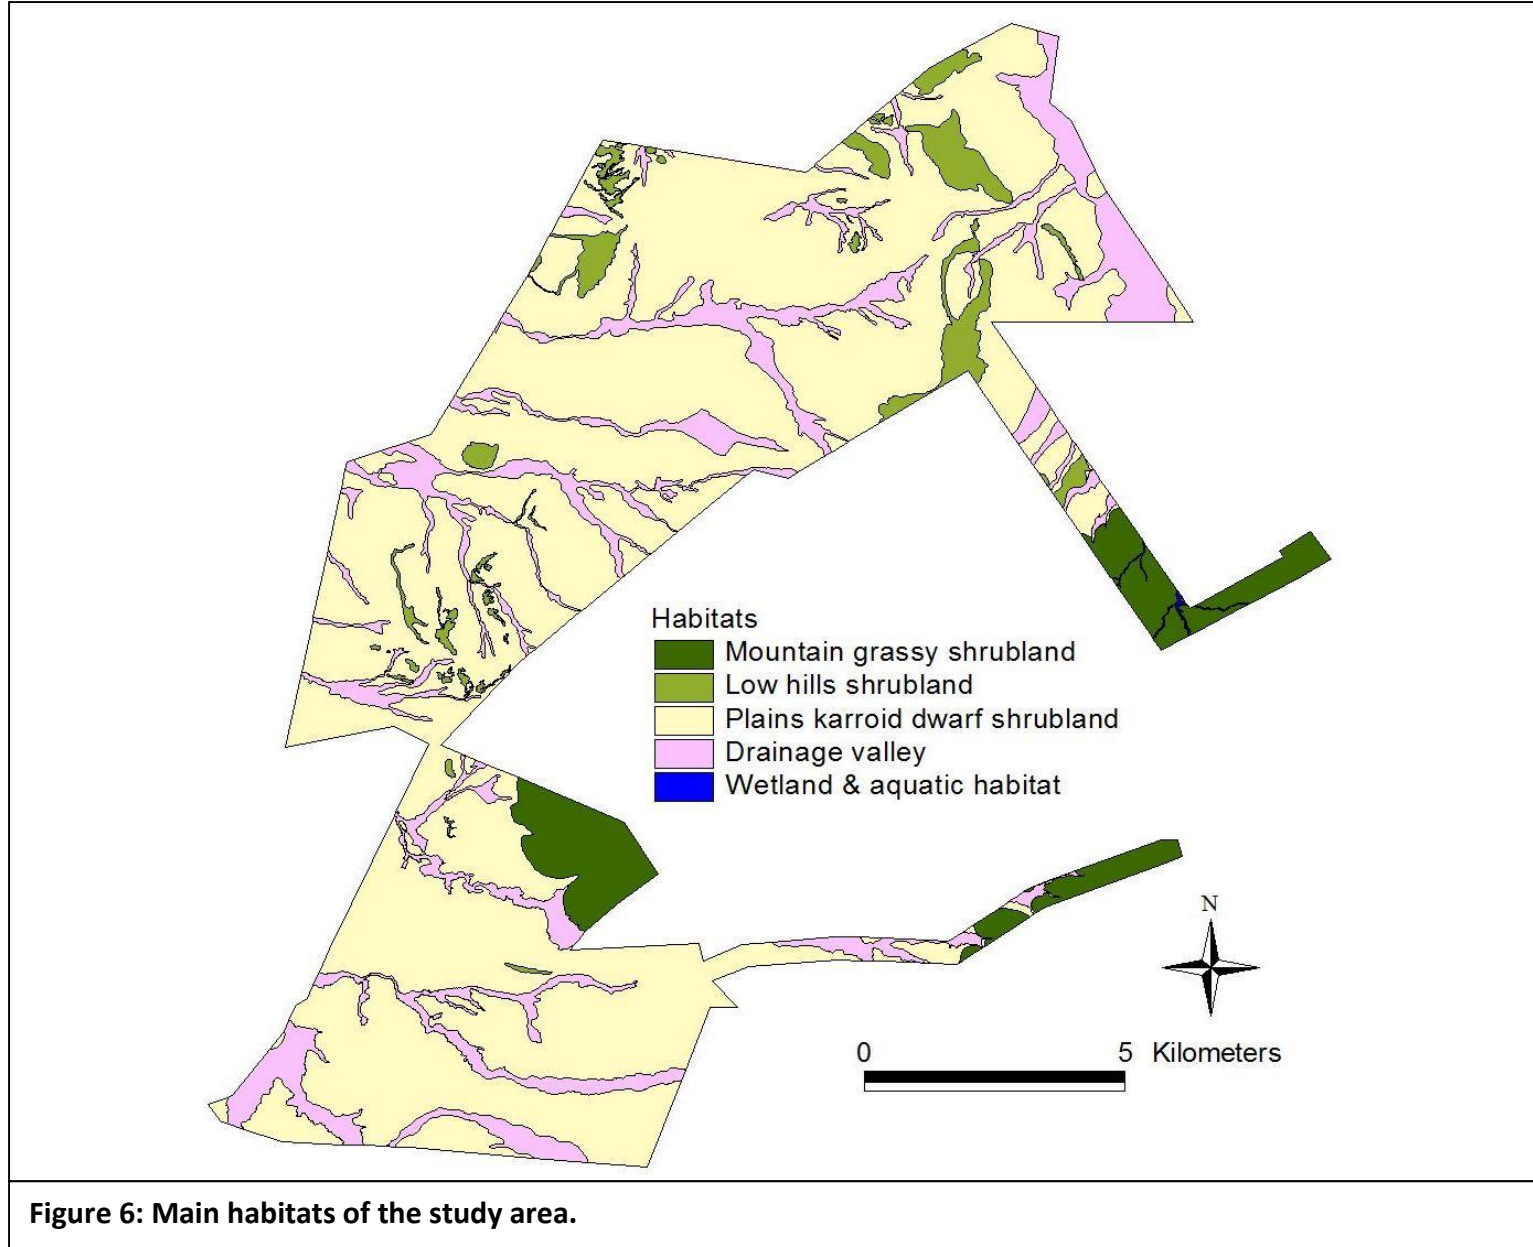 Habitats
Mountain grassy shrubland
Low hills shrubland
Plains karroid dwarf shrubland
Drainage valley
Wetland & aquatic habitat
N
0 5 Kilometers
Figure 6: Main habitats of the study area.